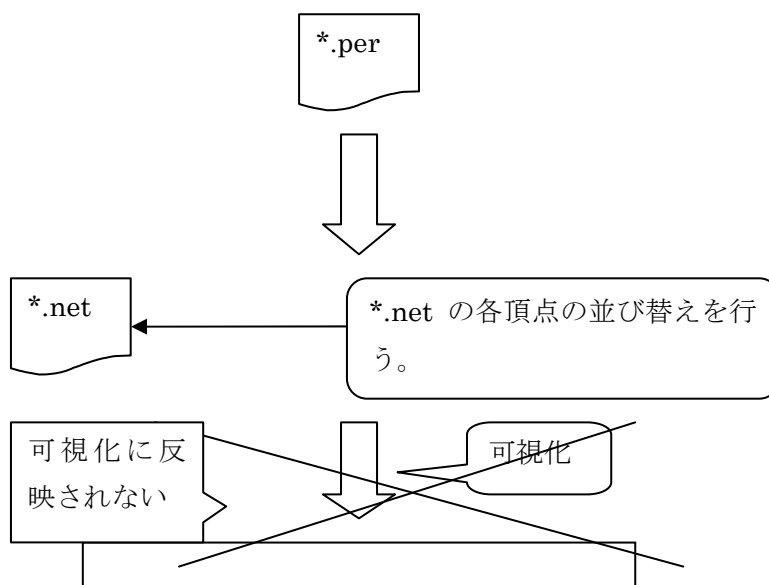 *.per
*.net
*.net の各頂点の並び替えを行
う。
可視化に反
映されない
可視化